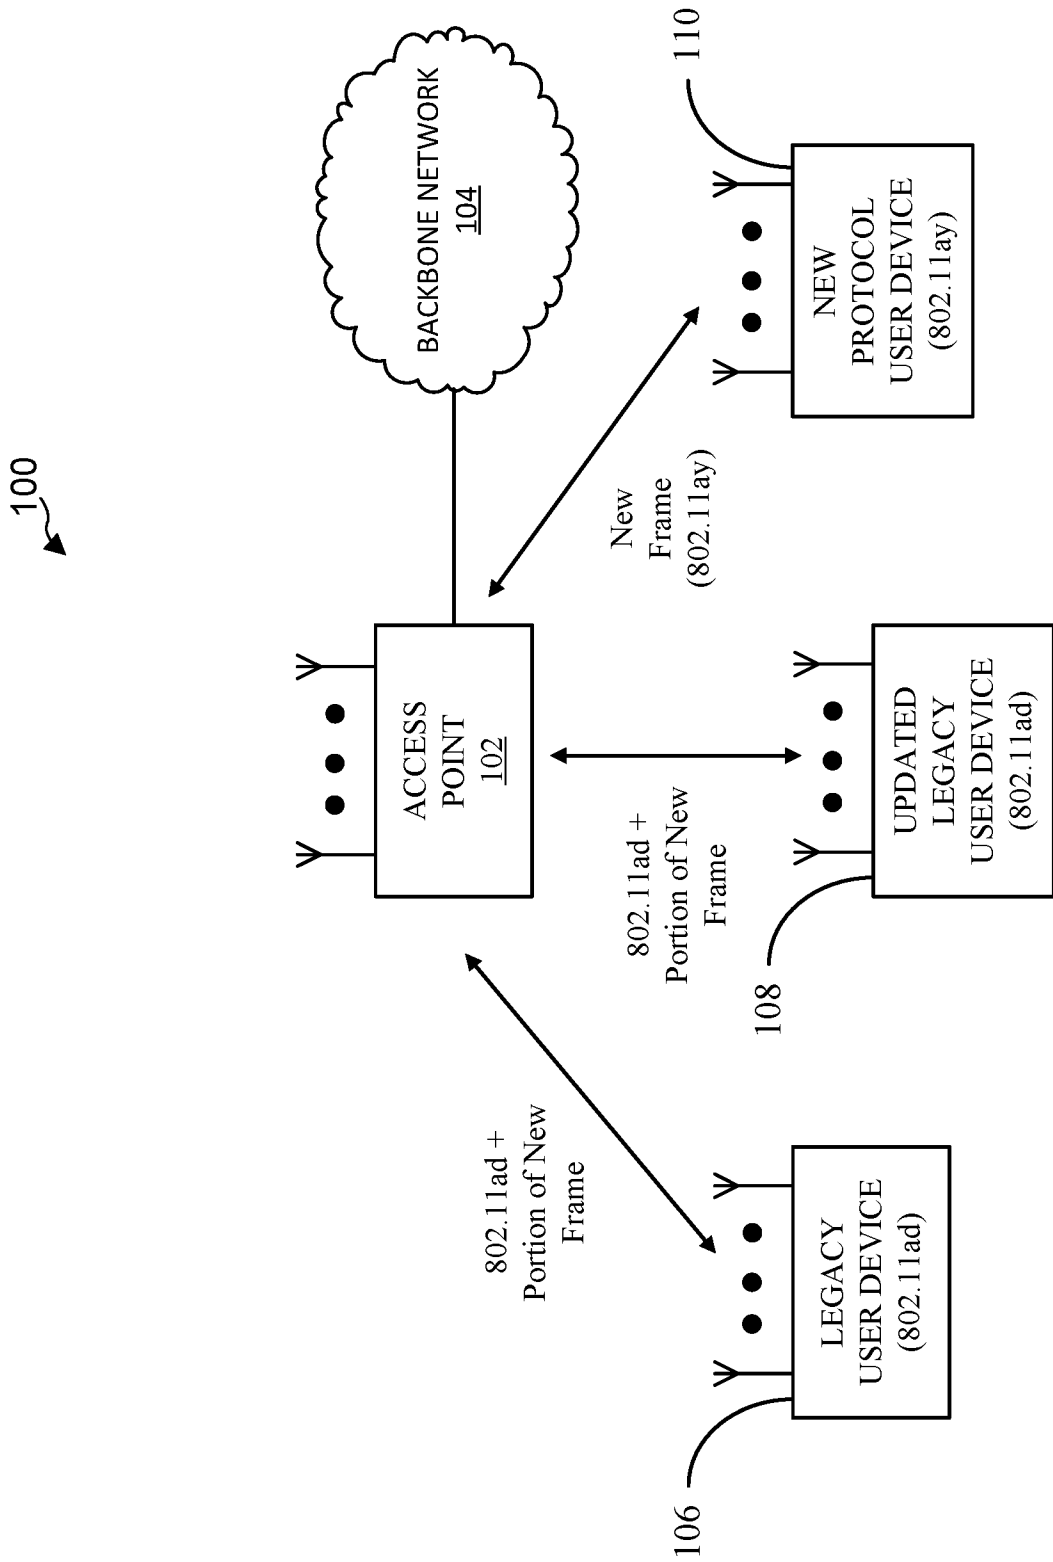 100
BACKBONE NETWORK
104
ACCESS
POINT
102
802.11ad +
Portion of New
Frame
802.11ad +
Portion of New
Frame
New
Frame
(802.11ay)
106
LEGACY
USER DEVICE
(802.11ad)
108
UPDATED
LEGACY
USER DEVICE
(802.11ad)
110
NEW
PROTOCOL
USER DEVICE
(802.11ay)